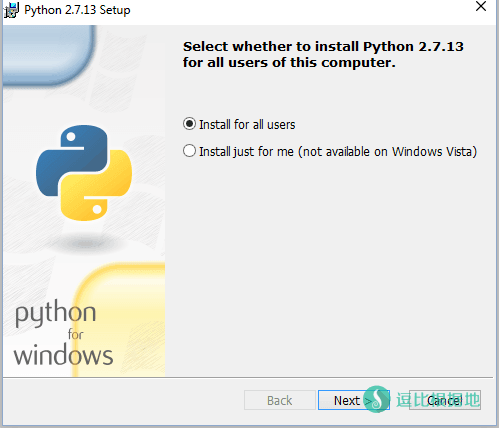 Python 2.7.13 Setup
Select whether to install Python 2.7.13
for all users of this computer.
Install for all users
Install just for me (not available on Windows Vista)
python
for
windows
Back
Next >
Cancel
逗比根据地